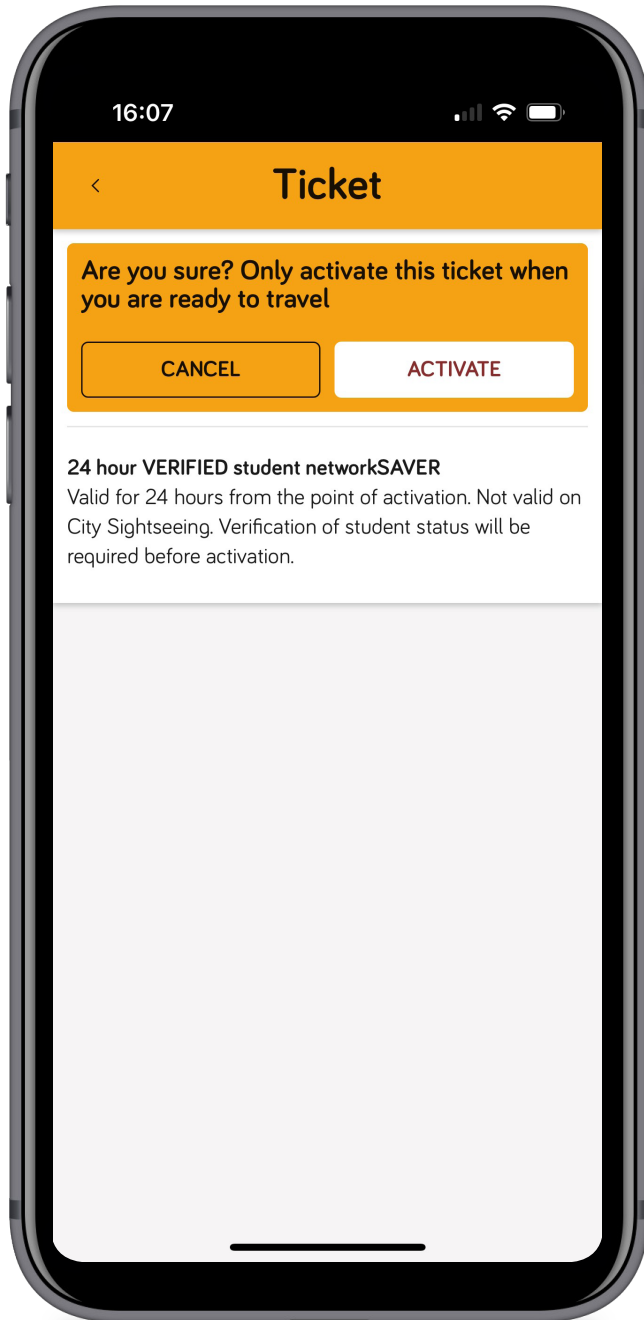 16:07
Ticket
Are you sure? Only activate this ticket when
you are ready to travel
CANCEL
ACTIVATE
24 hour VERIFIED student networkSAVER
Valid for 24 hours from the point of activation. Not valid on
City Sightseeing. Verification of student status will be
required before activation.